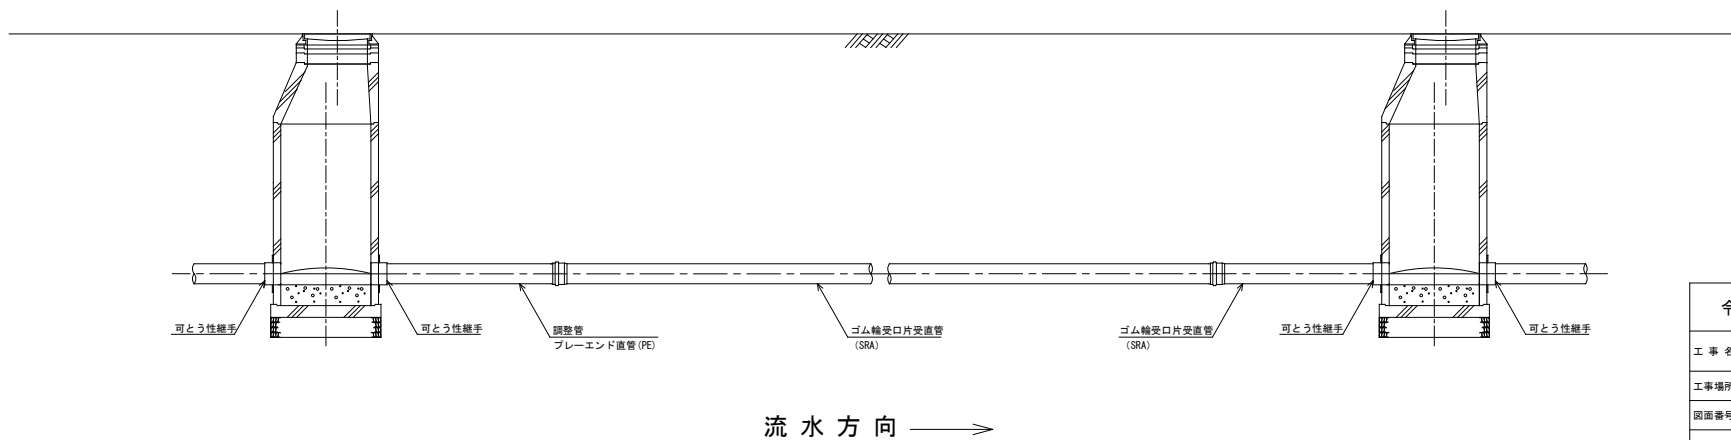 可とう性継手
可とう性継手
調整管
プレーエンド直管(PE)
ゴム輪受口片受直管
(SRA)
ゴム輪受口片受直管
(SRA)
可とう性継手
可とう性継手
流水方向
工事名
工事場所
図面番号